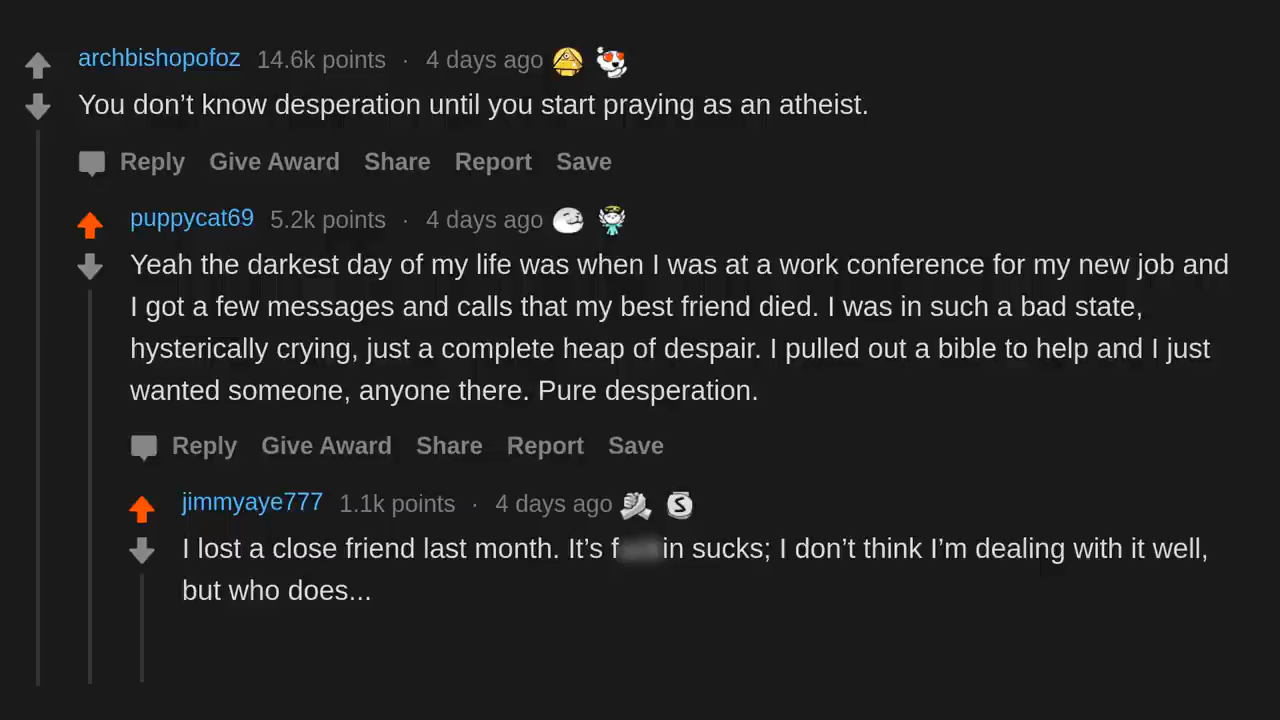 archbishopofoz 14.6k points · 4 days ago
You don’t know desperation until you start praying as an atheist.
Reply Give Award Share Report Save
puppycat69 5.2k points · 4 days ago
Yeah the darkest day of my life was when I was at a work conference for my new job and
I got a few messages and calls that my best friend died. I was in such a bad state,
hysterically crying, just a complete heap of despair. I pulled out a bible to help and I just
wanted someone, anyone there. Pure desperation.
Reply Give Award Share Report Save
jimmyaye777 1.1k points · 4 days ago
I lost a close friend last month. It’s f in sucks; I don’t think I’m dealing with it well,
but who does...